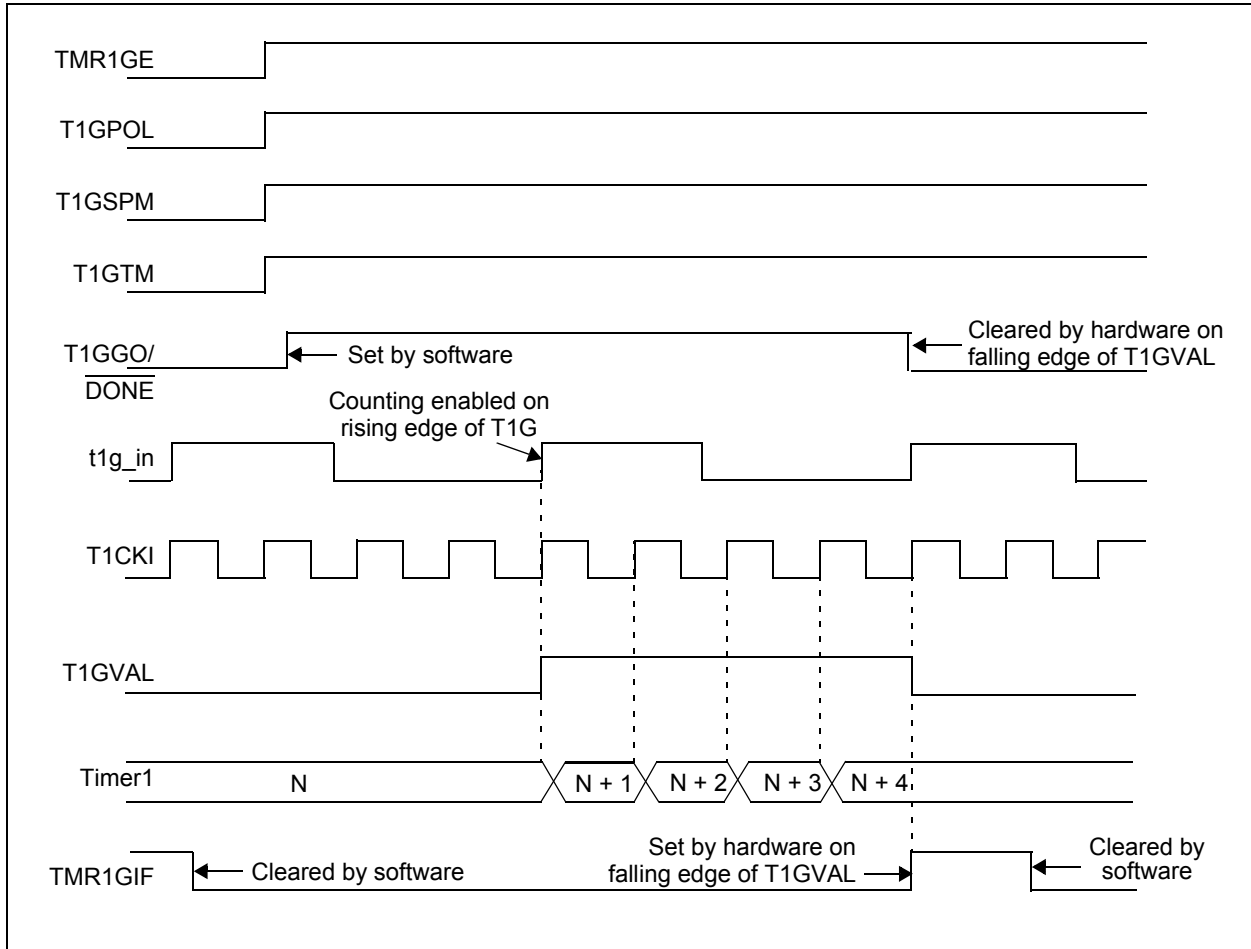 TMR1GE
T1GPOL
T1GSPM
T1GTM
T1GGO/
DONE
Set by software
Cleared by hardware on
falling edge of T1GVAL
Counting enabled on
rising edge of T1G
t1g_in
T1CKI
T1GVAL
Timer1
N
N + 1
N + 2
N + 3
N + 4
TMR1GIF
Cleared by software
Set by hardware on
falling edge of T1GVAL
Cleared by
software